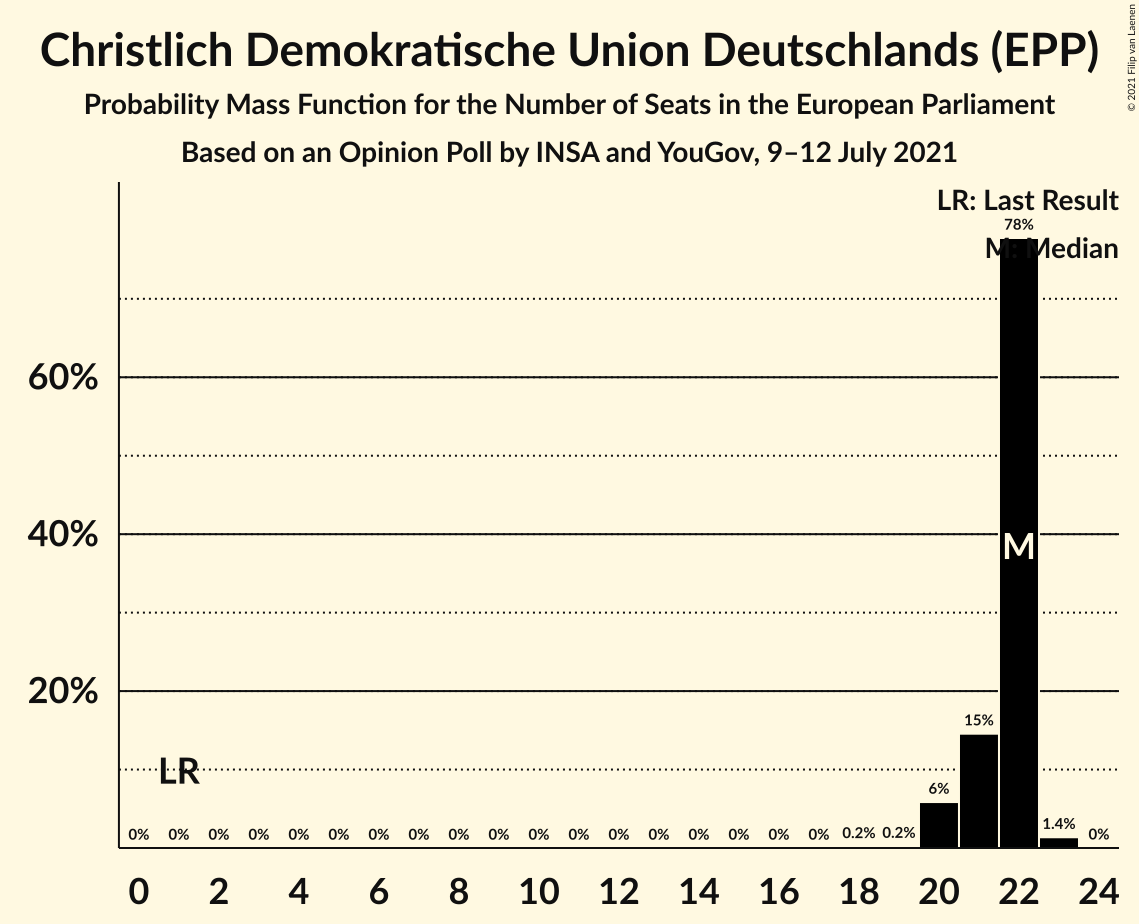 Christlich Demokratische Union Deutschlands (EPP)
Probability Mass Function for the Number of Seats in the European Parliament
Based on an Opinion Poll by INSA and YouGov, 9–12 July 2021
© 2021 Filip van Laenen
LR: Last Result
78%
M: Median
60%
40%
M
20%
15%
LR
6%
0% 0% 0% 0% 0% 0% 0% 0% 0% 0% 0% 0% 0% 0% 0% 0% 0% 0% 0.2% 0.2% 1.4% 0%
0 2 4 6 8 10 12 14 16 18 20 22 24